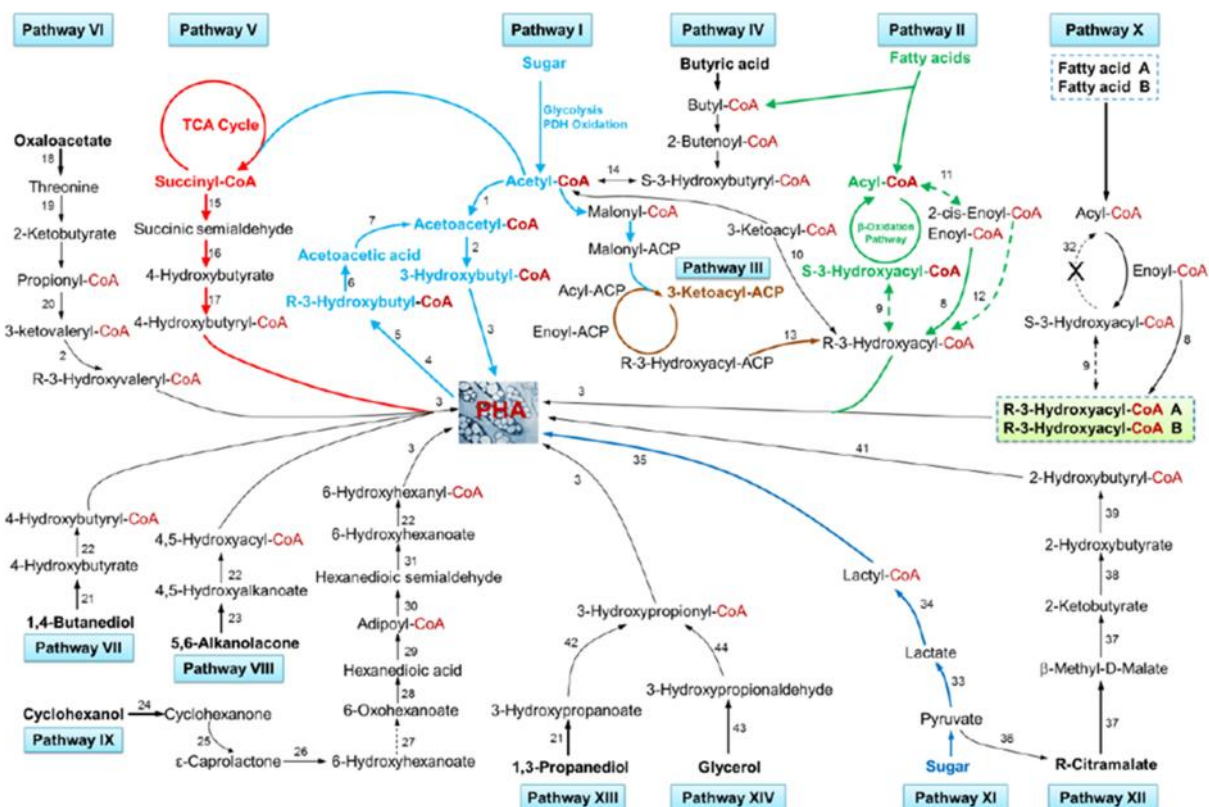 Pathway VI
Pathway V
Pathway I
Pathway IV
Pathway II
Pathway X
Sugar
Butyric acid
Fatty acids
Fatty acid A
Fatty acid B
Glycolysis
PDH Oxidation
Butyl-CoA
TCA Cycle
2-Butenoyl-CoA
Oxaloacetate
18
Threonine
19
2-Ketobutyrate
Propionyl-CoA
20
3-ketovaleryl-CoA
2
R-3-Hydroxyvaleryl-CoA
Succinyl-CoA
15
Succinic semialdehyde
16
4-Hydroxybutyrate
17
4-Hydroxybutyryl-CoA
Acetyl-CoA
14
S-3-Hydroxybutyryl-CoA
1
Malonyl-CoA
7
Acetoacetyl-CoA
Malonyl-ACP
Acetoacetic acid
2
3-Hydroxybutyl-CoA
6
R-3-Hydroxybutyl-CoA
5
4
3
3-Ketoacyl-CoA
10
Pathway III
Acyl-ACP
3-Ketoacyl-ACP
Enoyl-ACP
R-3-Hydroxyacyl-ACP
13
Acyl-CoA
11
2-cis-Enoyl-CoA
Enoyl-CoA
β-Oxidation
Pathway
S-3-Hydroxyacyl-CoA
9
8
12
R-3-Hydroxyacyl-CoA
Acyl-CoA
32
X
Enoyl-CoA
S-3-Hydroxyacyl-CoA
9
8
R-3-Hydroxyacyl-CoA A
R-3-Hydroxyacyl-CoA B
3
PHA
3
3
35
3
41
4-Hydroxybutyryl-CoA
22
4-Hydroxybutyrate
21
1,4-Butanediol
Pathway VII
4,5-Hydroxyacyl-CoA
22
4,5-Hydroxyalkanoate
23
5,6-Alkanolacone
Pathway VIII
6-Hydroxyhexanyl-CoA
22
6-Hydroxyhexanoate
31
Hexanedioic semialdehyde
30
Adipoyl-CoA
29
Hexanedioic acid
28
6-Oxohexanoate
27
6-Hydroxyhexanoate
Cyclohexanol
24
Cyclohexanone
Pathway IX
25
ε-Caprolactone
26
3-Hydroxypropionyl-CoA
42
44
3-Hydroxypropanoate
21
1,3-Propanediol
Pathway XIII
3-Hydroxypropionaldehyde
43
Glycerol
Pathway XIV
Lactyl-CoA
34
Lactate
33
Pyruvate
36
Sugar
Pathway XI
2-Hydroxybutyryl-CoA
39
2-Hydroxybutyrate
38
2-Ketobutyrate
37
β-Methyl-D-Malate
37
R-Citramalate
Pathway XII